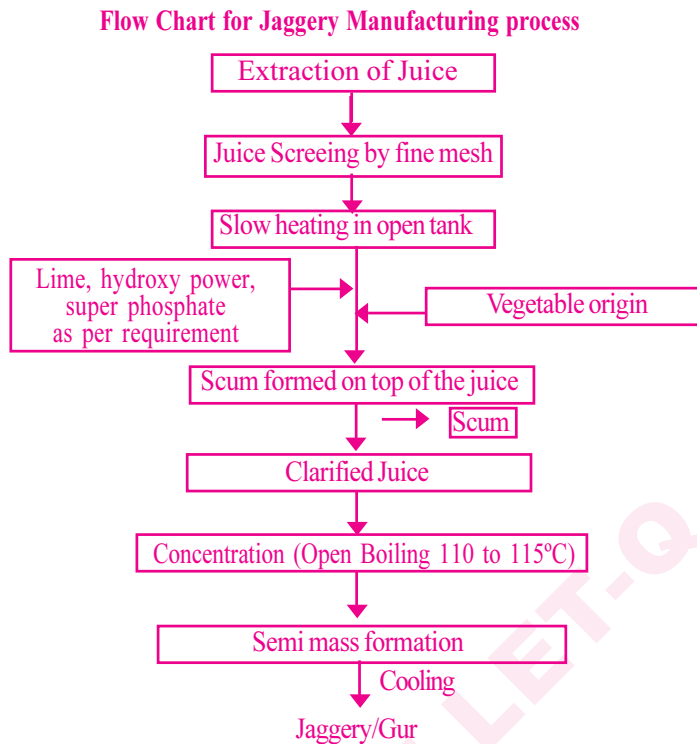 Flow Chart for Jaggery Manufacturing process
Extraction of Juice
Juice Screeing by fine mesh
Slow heating in open tank
Lime, hydroxy power,
super phosphate
as per requirement
Vegetable origin
Scum formed on top of the juice
Scum
Clarified Juice
Concentration (Open Boiling 110 to 115ºC)
Semi mass formation
Cooling
Jaggery/Gur
LET-Q